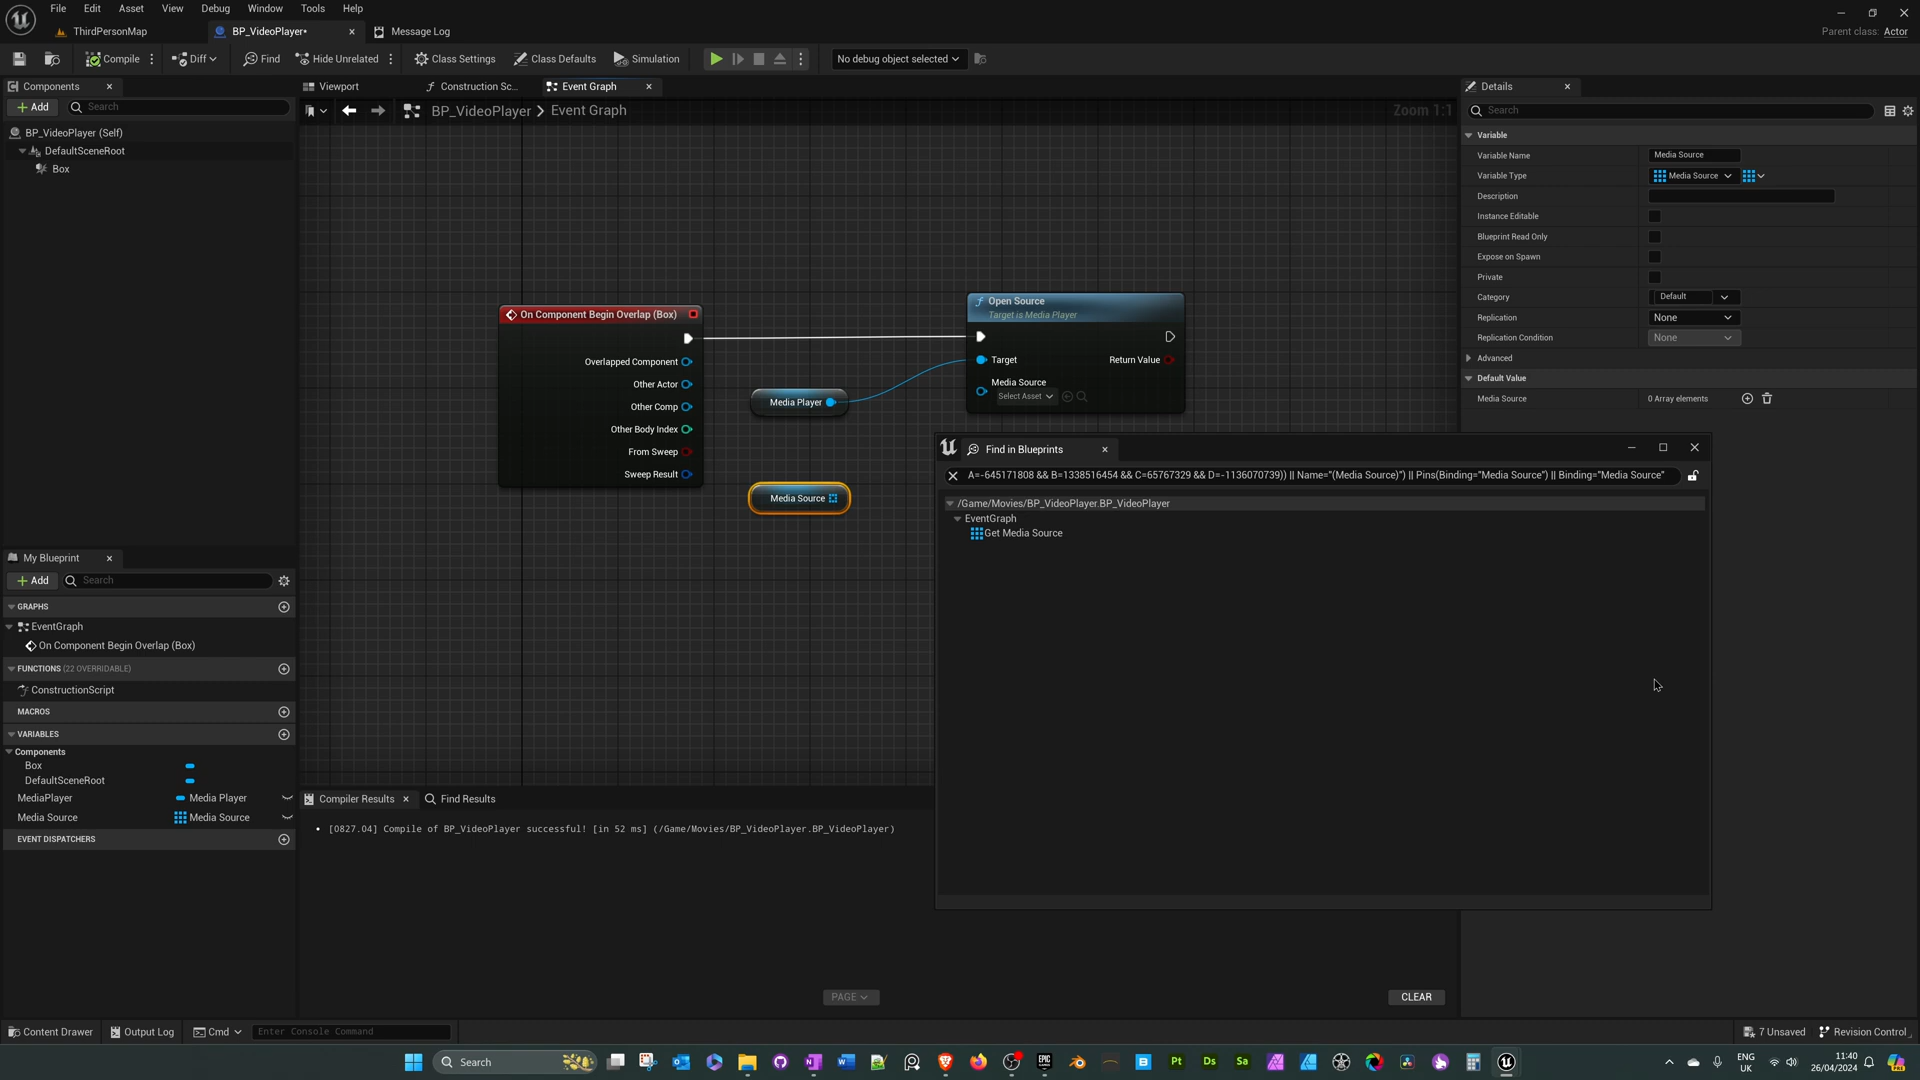 File Edit Asset View Debug Window Tools Help
ThirdPersonMap BP_VideoPlayer* Message Log
Parent class: Actor
Compile Diff Find Hide Unrelated Class Settings Class Defaults Simulation No debug object selected
Components
Add Search
BP_VideoPlayer (Self)
DefaultSceneRoot
Box
Viewport Construction Sc... Event Graph
BP_VideoPlayer > Event Graph
Zoom 1:1
On Component Begin Overlap (Box)
Overlapped Component
Other Actor
Other Comp
Other Body Index
From Sweep
Sweep Result
Media Player
Media Source
Open Source
Target is Media Player
Target Return Value
Media Source
Select Asset
Find in Blueprints
A=-645171808 && B=1338516454 && C=65767329 && D=-1136070739)) || Name="(Media Source)") || Pins(Binding="Media Source") || Binding="Media Source"
/Game/Movies/BP_VideoPlayer.BP_VideoPlayer
EventGraph
Get Media Source
Details
Search
Variable
Variable Name Media Source
Variable Type Media Source
Description
Instance Editable
Blueprint Read Only
Expose on Spawn
Private
Category Default
Replication None
Replication Condition None
Advanced
Default Value
Media Source 0 Array elements
My Blueprint
Add Search
GRAPHS
EventGraph
On Component Begin Overlap (Box)
FUNCTIONS (22 OVERRIDABLE)
ConstructionScript
MACROS
VARIABLES
Components
Box
DefaultSceneRoot
MediaPlayer Media Player
Media Source Media Source
EVENT DISPATCHERS
Compiler Results Find Results
[0827.04] Compile of BP_VideoPlayer successful! [in 52 ms] (/Game/Movies/BP_VideoPlayer.BP_VideoPlayer)
PAGE
CLEAR
Content Drawer Output Log Cmd Enter Console Command
7 Unsaved Revision Control
Search
Pt Ds Sa
ENG
UK
11:40
26/04/2024